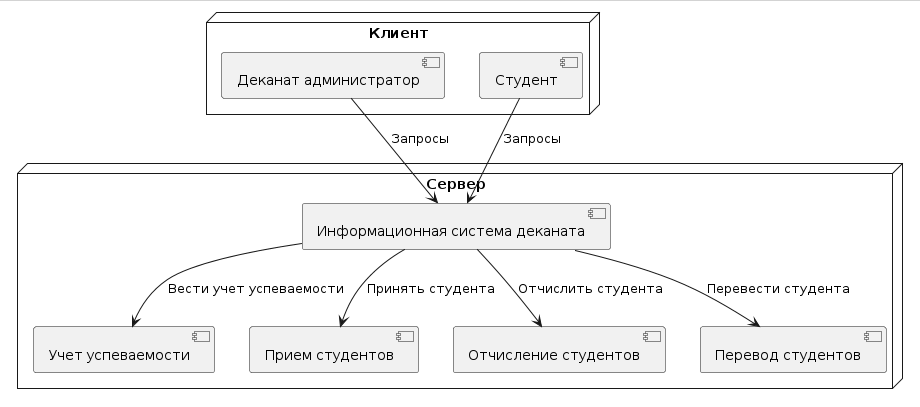 Клиент
Деканат администратор
Студент
Запросы
Запросы
Сервер
Информационная система деканата
Вести учет успеваемости
Принять студента
Отчислить студента
Перевести студента
Учет успеваемости
Прием студентов
Отчисление студентов
Перевод студентов